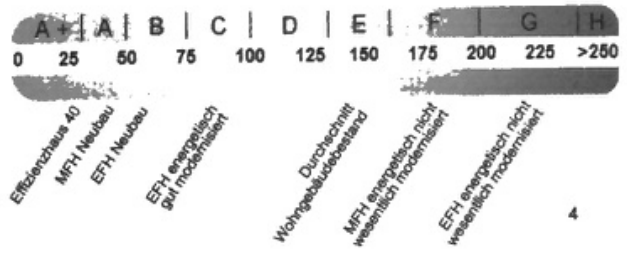 A+ | A | B | C | D | E | F | G | H
0 25 50 75 100 125 150 175 200 225 >250
Effizienzhaus 40
MFH Neubau
EFH Neubau
EFH energetisch
gut modernisiert
Durchschnitt
Wohngebäudebestand
MFH energetisch nicht
wesentlich modernisiert
EFH energetisch nicht
wesentlich modernisiert
4